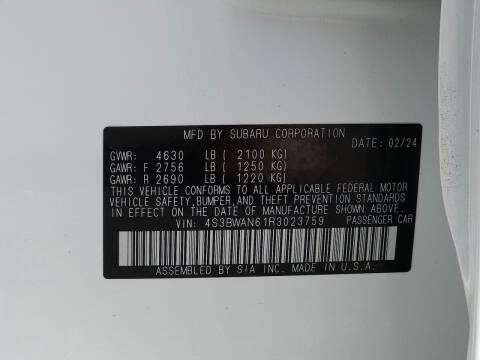 MFD BY SUBARU CORPORATION
DATE: 02/24
GVWR: 4630 LB ( 2100 KG)
GAWR: F 2756 LB ( 1250 KG)
GAWR: R 2690 LB ( 1220 KG)
THIS VEHICLE CONFORMS TO ALL APPLICABLE FEDERAL MOTOR
VEHICLE SAFETY, BUMPER, AND THEFT PREVENTION STANDARDS
IN EFFECT ON THE DATE OF MANUFACTURE SHOWN ABOVE.
VIN: 4S3BWAN61R3023759 PASSENGER CAR
ASSEMBLED BY SIA INC. MADE IN U.S.A.